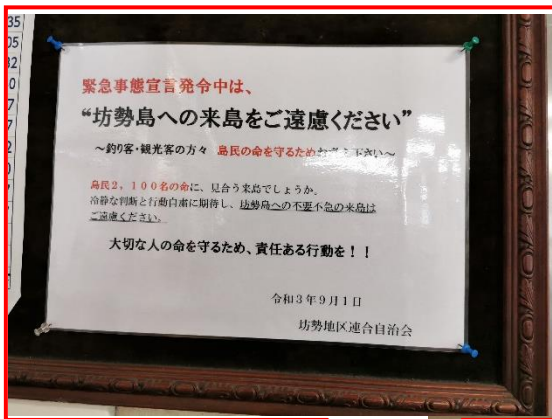 35
05
32
緊急事態宣言発令中は、
“坊勢島への来島をご遠慮ください”
～釣り客・観光客の方々 島民の命を守るため
島民２，１００名の命に、見合う来島でしょうか。
冷静な判断と行動自粛に期待し、坊勢島への不要不急の来島は
ご遠慮ください。
大切な人の命を守るため、責任ある行動を！！
令和３年９月１日
坊勢地区連合自治会